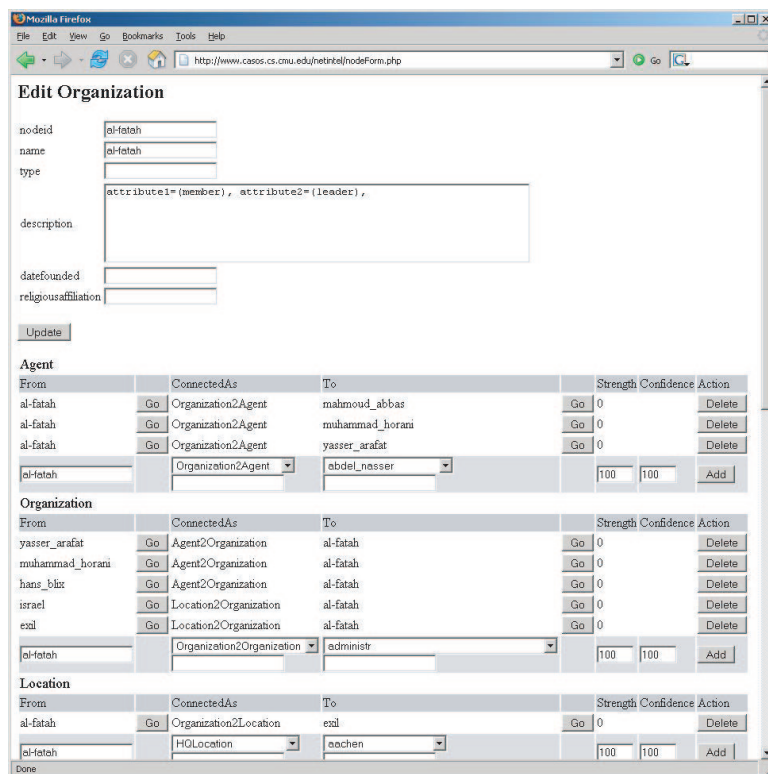 Mozilla Firefox
File Edit View Go Bookmarks Tools Help
http://www.casos.cs.cmu.edu/netintel/nodeForm.php Go G
Edit Organization
nodeid al-fatah
name al-fatah
type
attribute1=(member), attribute2=(leader),
description
datefounded
religiousaffiliation
Update
Agent
From ConnectedAs To Strength Confidence Action
al-fatah Go Organization2Agent mahmoud_abbas Go 0 Delete
al-fatah Go Organization2Agent muhammad_horani Go 0 Delete
al-fatah Go Organization2Agent yasser_arafat Go 0 Delete
al-fatah Organization2Agent abdel_nasser 100 100 Add
Organization
From ConnectedAs To Strength Confidence Action
yasser_arafat Go Agent2Organization al-fatah Go 0 Delete
muhammad_horani Go Agent2Organization al-fatah Go 0 Delete
hans_blix Go Agent2Organization al-fatah Go 0 Delete
israel Go Location2Organization al-fatah Go 0 Delete
exil Go Location2Organization al-fatah Go 0 Delete
al-fatah Organization2Organization administr 100 100 Add
Location
From ConnectedAs To Strength Confidence Action
al-fatah Go Organization2Location exil Go 0 Delete
al-fatah HQLocation aachen 100 100 Add
Done